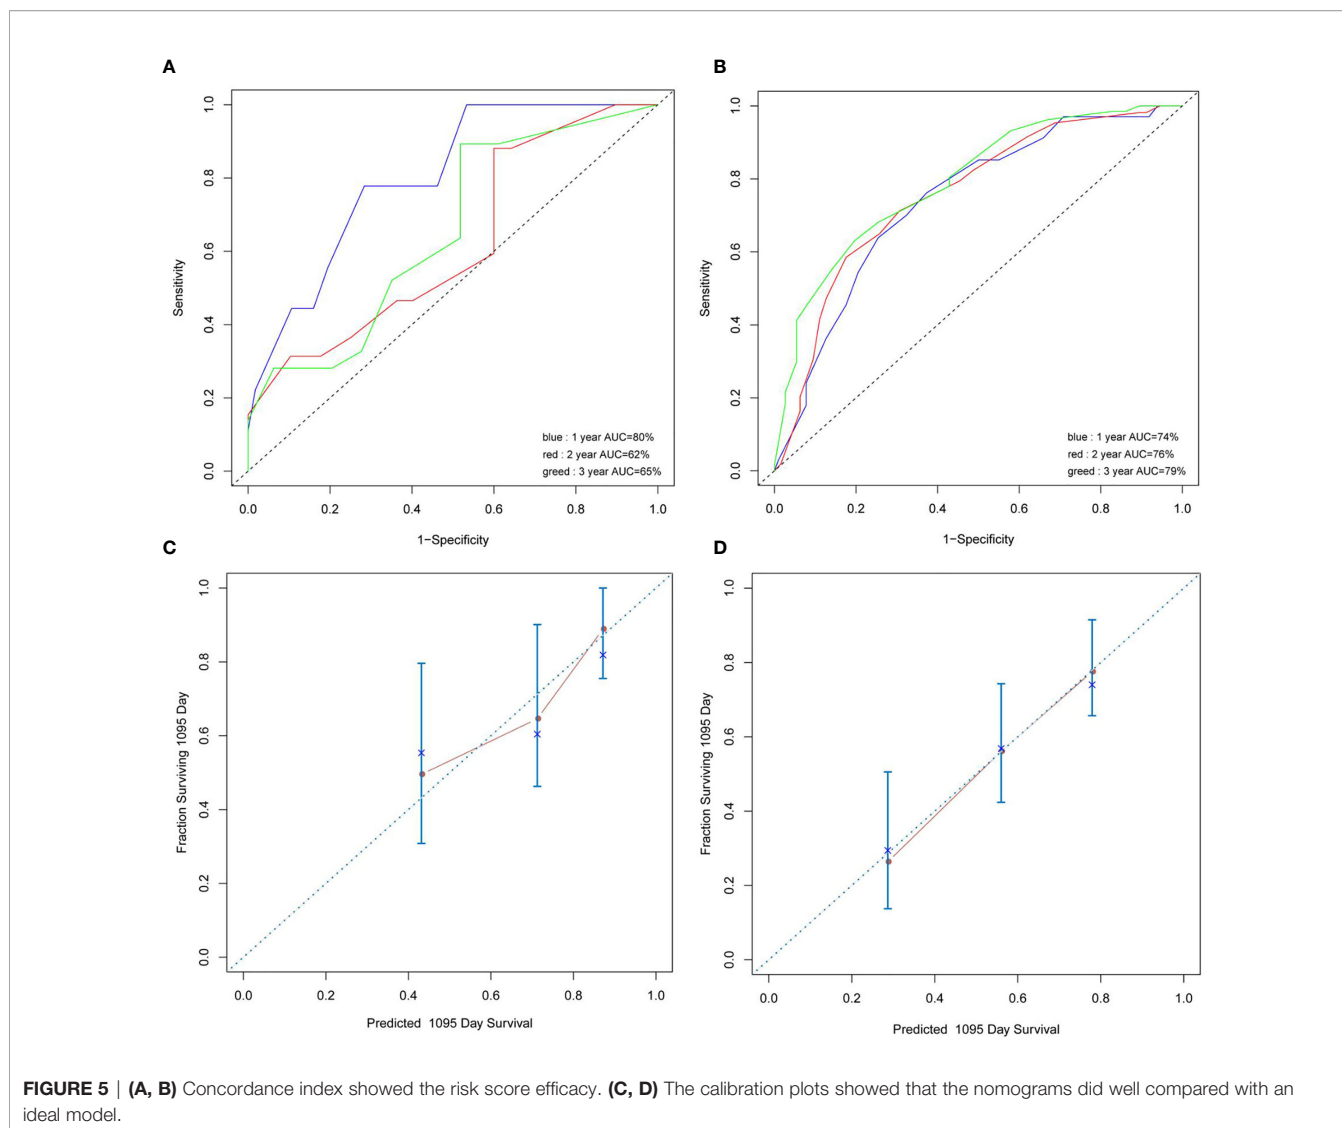 A
1.0
0.8
0.6
0.4
0.2
0.0
Sensitivity
blue : 1 year AUC=80%
red : 2 year AUC=62%
greed : 3 year AUC=65%
0.0 0.2 0.4 0.6 0.8 1.0
1−Specificity
B
1.0
0.8
0.6
0.4
0.2
0.0
Sensitivity
blue : 1 year AUC=74%
red : 2 year AUC=76%
greed : 3 year AUC=79%
0.0 0.2 0.4 0.6 0.8 1.0
1−Specificity
C
1.0
0.8
0.6
0.4
0.2
0.0
Fraction Surviving 1095 Day
0.0 0.2 0.4 0.6 0.8 1.0
Predicted 1095 Day Survival
D
1.0
0.8
0.6
0.4
0.2
0.0
Fraction Surviving 1095 Day
0.0 0.2 0.4 0.6 0.8 1.0
Predicted 1095 Day Survival
FIGURE 5 | (A, B) Concordance index showed the risk score efficacy. (C, D) The calibration plots showed that the nomograms did well compared with an
ideal model.